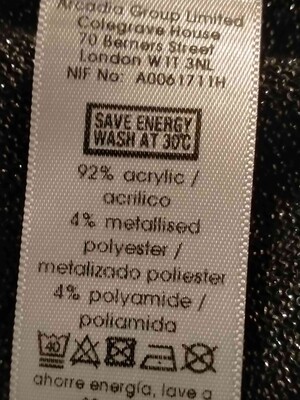 Arcadia Group Limited
Colegrave House
70 Berners Street
London W1T 3NL
NIF No: A0061711H
SAVE ENERGY
WASH AT 30°C
92% acrylic /
acrilico
4% metallised
polyester /
metalizado poliester
4% polyamide /
poliamida
40
ahorre energía, lave a